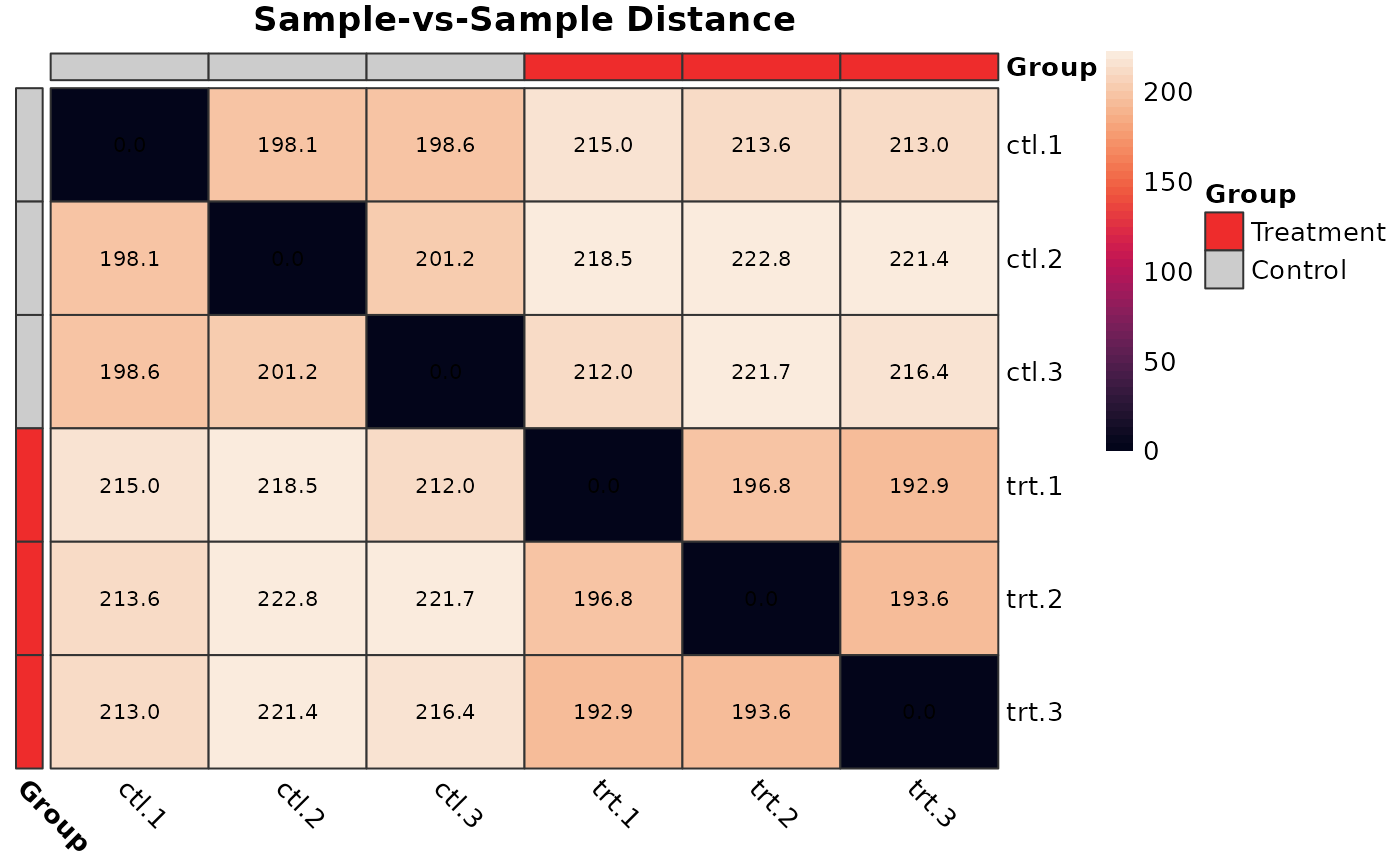 Sample-vs-Sample Distance
Group
0.0 198.1 198.6 215.0 213.6 213.0 ctl.1
198.1 0.0 201.2 218.5 222.8 221.4 ctl.2
198.6 201.2 0.0 212.0 221.7 216.4 ctl.3
215.0 218.5 212.0 0.0 196.8 192.9 trt.1
213.6 222.8 221.7 196.8 0.0 193.6 trt.2
213.0 221.4 216.4 192.9 193.6 0.0 trt.3
Group ctl.1 ctl.2 ctl.3 trt.1 trt.2 trt.3
200
150
100
50
0
Group
Treatment
Control